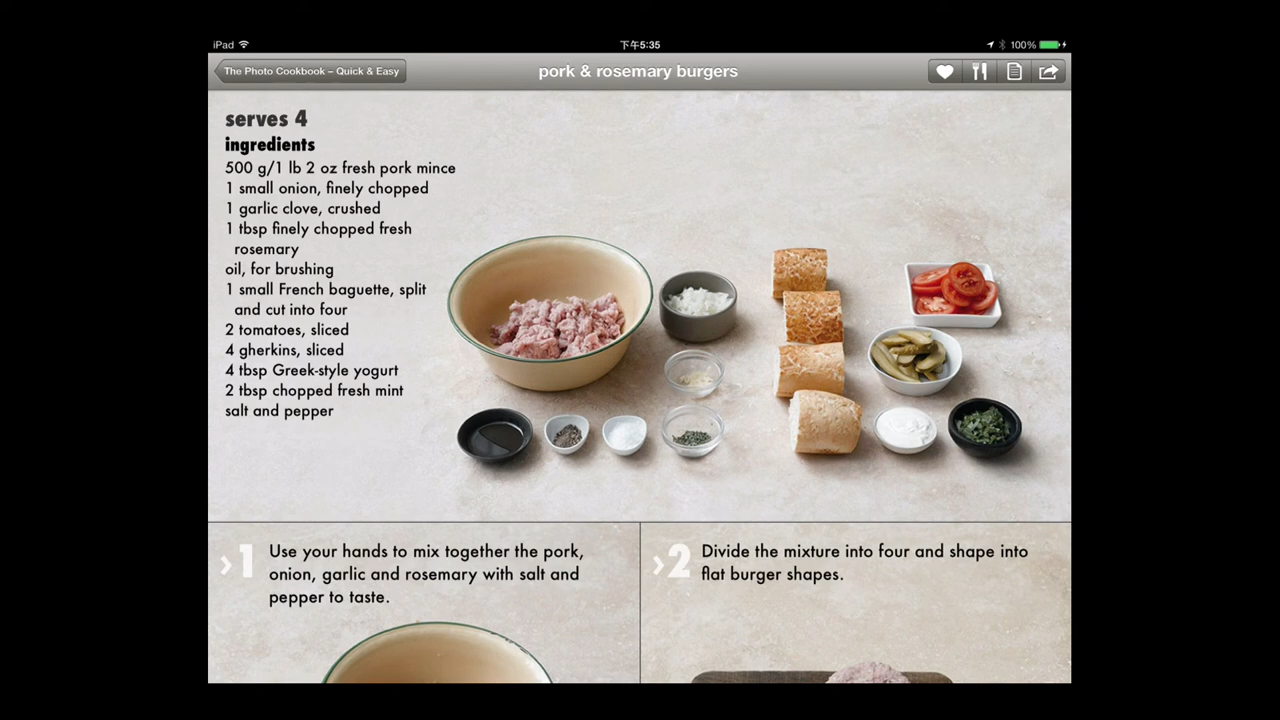 iPad
下午5:35
100%
The Photo Cookbook – Quick & Easy
pork & rosemary burgers
serves 4
ingredients
500 g/1 lb 2 oz fresh pork mince
1 small onion, finely chopped
1 garlic clove, crushed
1 tbsp finely chopped fresh
rosemary
oil, for brushing
1 small French baguette, split
and cut into four
2 tomatoes, sliced
4 gherkins, sliced
4 tbsp Greek-style yogurt
2 tbsp chopped fresh mint
salt and pepper
›1
Use your hands to mix together the pork,
onion, garlic and rosemary with salt and
pepper to taste.
›2
Divide the mixture into four and shape into
flat burger shapes.